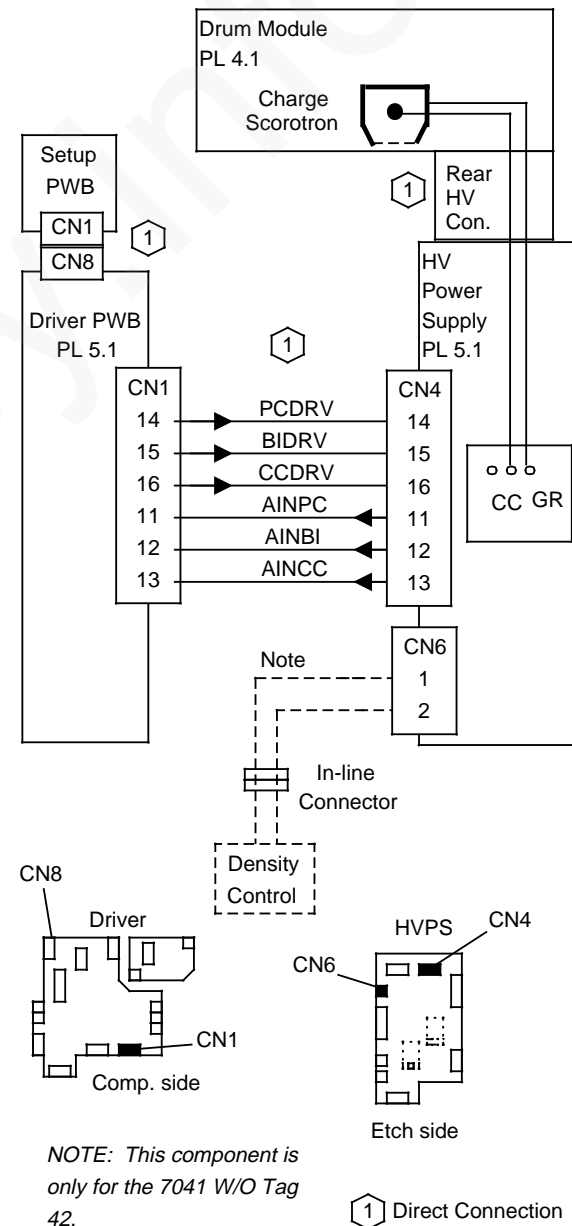 Drum Module
PL 4.1
Charge
Scorotron
Setup
PWB
CN1
1
CN8
Driver PWB
PL 5.1
1
Rear
HV
Con.
HV
Power
Supply
PL 5.1
1
CN1
14
15
16
11
12
13
PCDRV
BIDRV
CCDRV
AINPC
AINBI
AINCC
CN4
14
15
16
11
12
13
CC GR
CN6
1
2
Note
In-line
Connector
Density
Control
CN8
Driver
CN1
Comp. side
HVPS
CN4
CN6
Etch side
NOTE: This component is
only for the 7041 W/O Tag
42.
1 Direct Connection